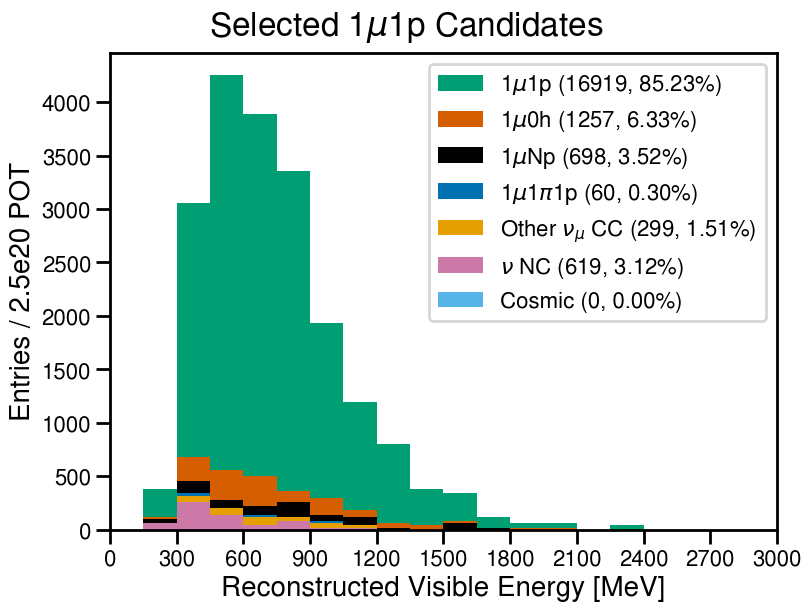 Selected 1μ1p Candidates
1μ1p (16919, 85.23%)
1μ0h (1257, 6.33%)
1μNp (698, 3.52%)
1μ1π1p (60, 0.30%)
Other νμ CC (299, 1.51%)
ν NC (619, 3.12%)
Cosmic (0, 0.00%)
Entries / 2.5e20 POT
4000
3500
3000
2500
2000
1500
1000
500
0
0 300 600 900 1200 1500 1800 2100 2400 2700 3000
Reconstructed Visible Energy [MeV]